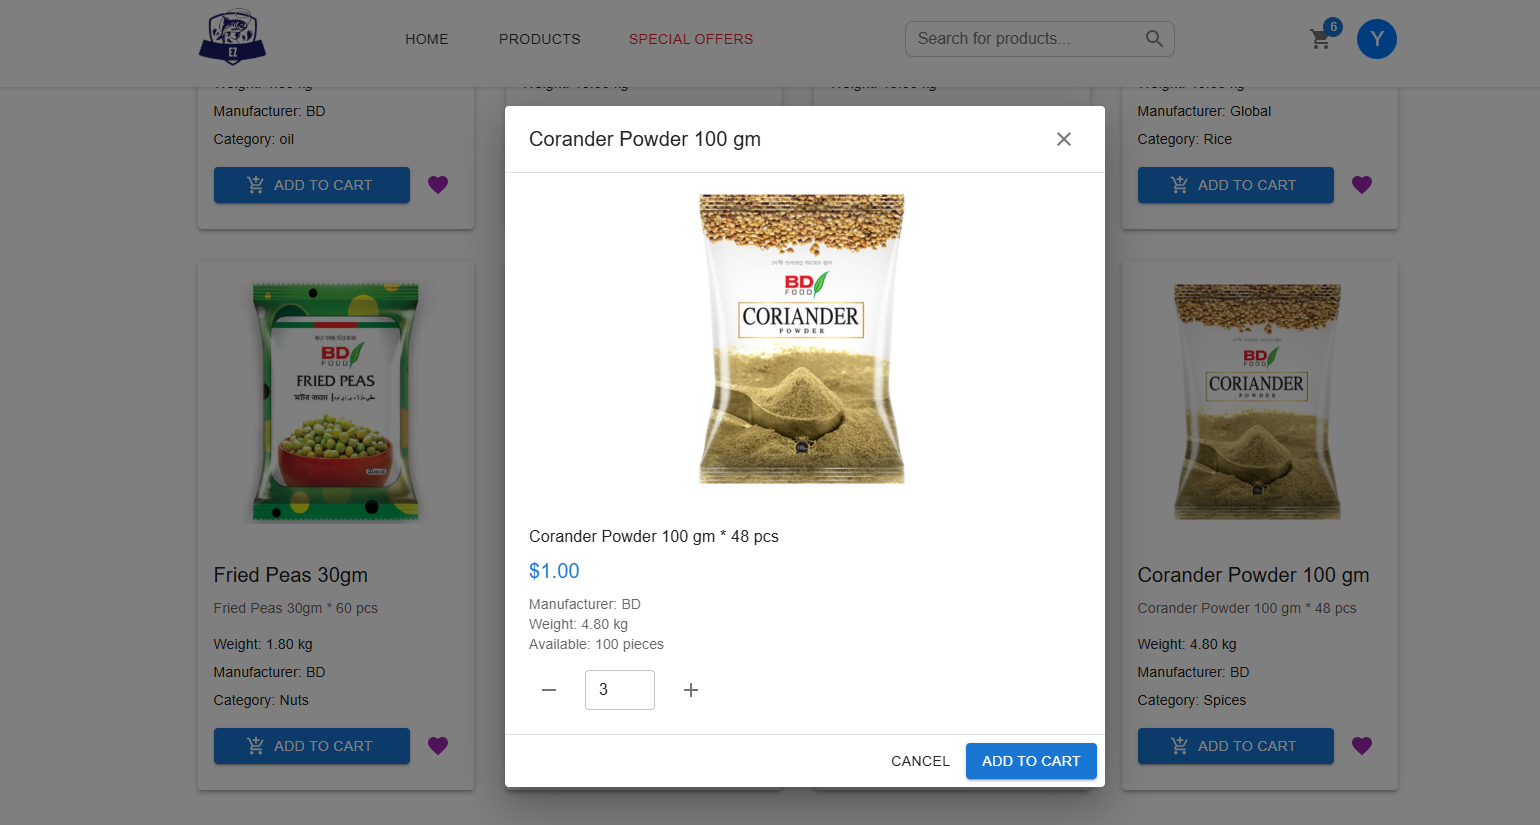 EZ
HOME
PRODUCTS
SPECIAL OFFERS
Search for products...
6
Y
Manufacturer: BD
Category: oil
ADD TO CART
Manufacturer: Global
Category: Rice
ADD TO CART
Corander Powder 100 gm
BD
FOOD
CORIANDER
POWDER
Corander Powder 100 gm * 48 pcs
$1.00
Manufacturer: BD
Weight: 4.80 kg
Available: 100 pieces
3
CANCEL
ADD TO CART
BD
FOOD
FRIED PEAS
Fried Peas 30gm
Fried Peas 30gm * 60 pcs
Weight: 1.80 kg
Manufacturer: BD
Category: Nuts
ADD TO CART
BD
FOOD
CORIANDER
POWDER
Corander Powder 100 gm
Corander Powder 100 gm * 48 pcs
Weight: 4.80 kg
Manufacturer: BD
Category: Spices
ADD TO CART